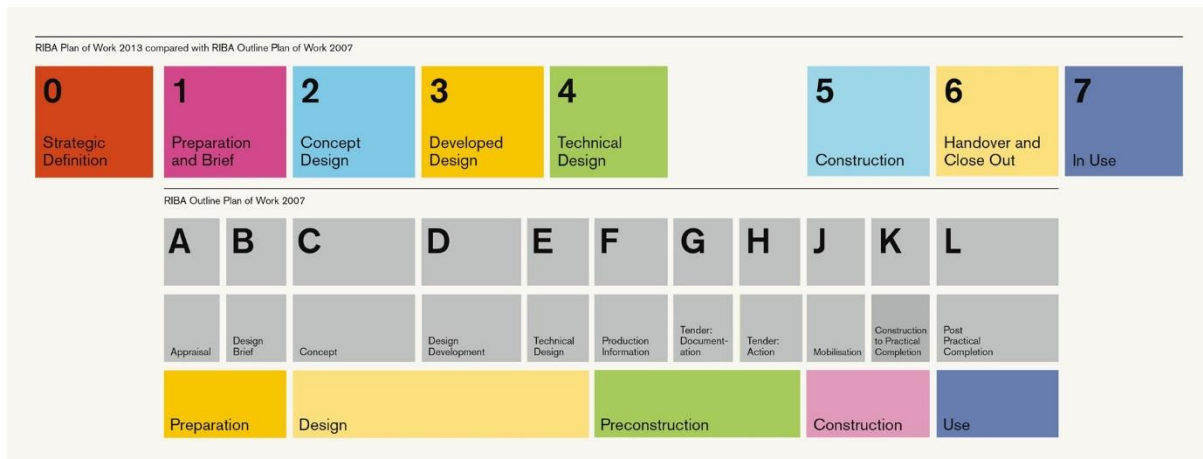 RIBA Plan of Work 2013 compared with RIBA Outline Plan of Work 2007
0
Strategic
Definition
1
Preparation
and Brief
2
Concept
Design
3
Developed
Design
4
Technical
Design
5
Construction
6
Handover and
Close Out
7
In Use
RIBA Outline Plan of Work 2007
A
B
C
D
E
F
G
H
J
K
L
Appraisal
Design
Brief
Concept
Design
Development
Technical
Design
Production
Information
Tender:
Document-
ation
Tender:
Action
Mobilisation
Construction
to Practical
Completion
Post
Practical
Completion
Preparation
Design
Preconstruction
Construction
Use